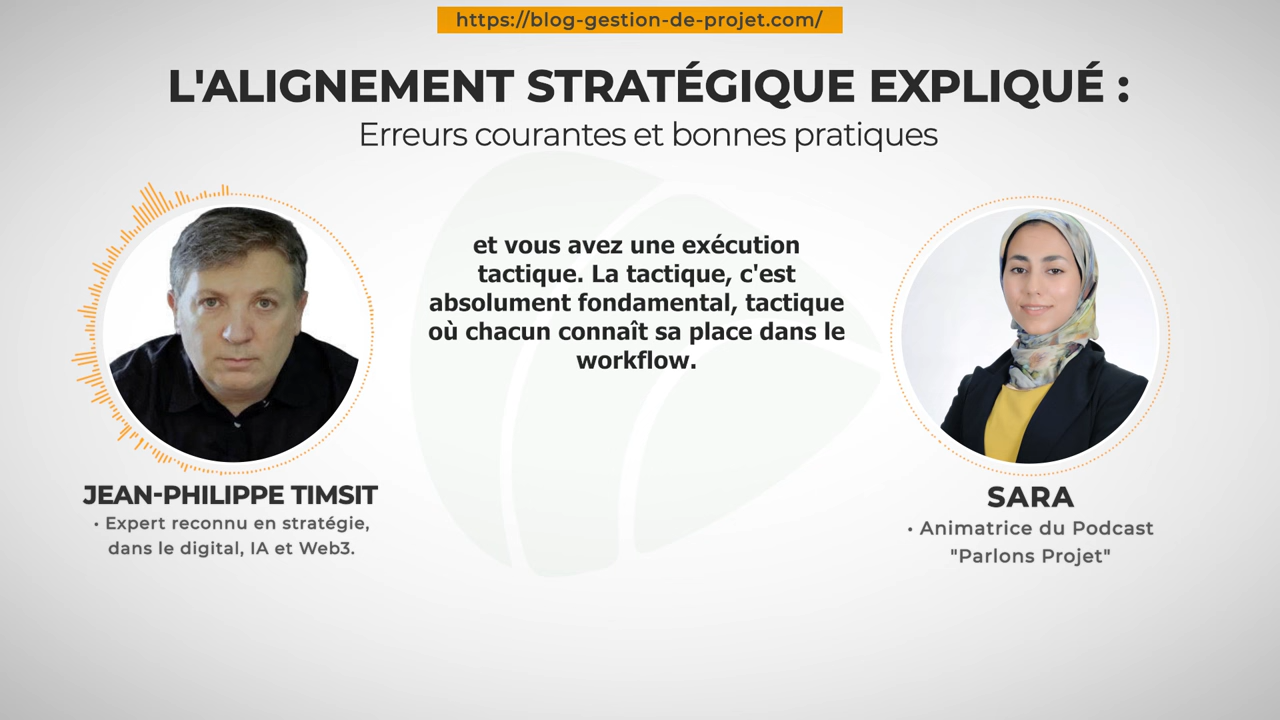 https://blog-gestion-de-projet.com/
L'ALIGNEMENT STRATÉGIQUE EXPLIQUÉ :
Erreurs courantes et bonnes pratiques
et vous avez une exécution
tactique. La tactique, c'est
absolument fondamental, tactique
où chacun connaît sa place dans le
workflow.
JEAN-PHILIPPE TIMSIT
• Expert reconnu en stratégie,
dans le digital, IA et Web3.
SARA
• Animatrice du Podcast
"Parlons Projet"